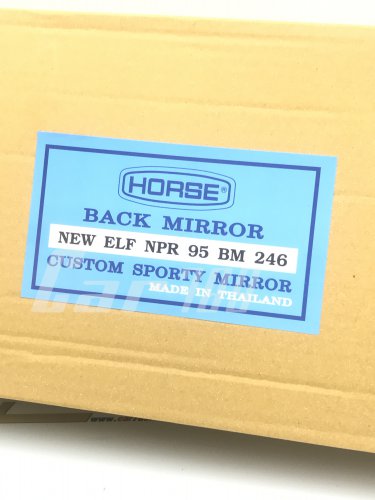 HORSE®
BACK MIRROR
NEW ELF NPR 95 BM 246
CUSTOM SPORTY MIRROR
MADE IN THAILAND